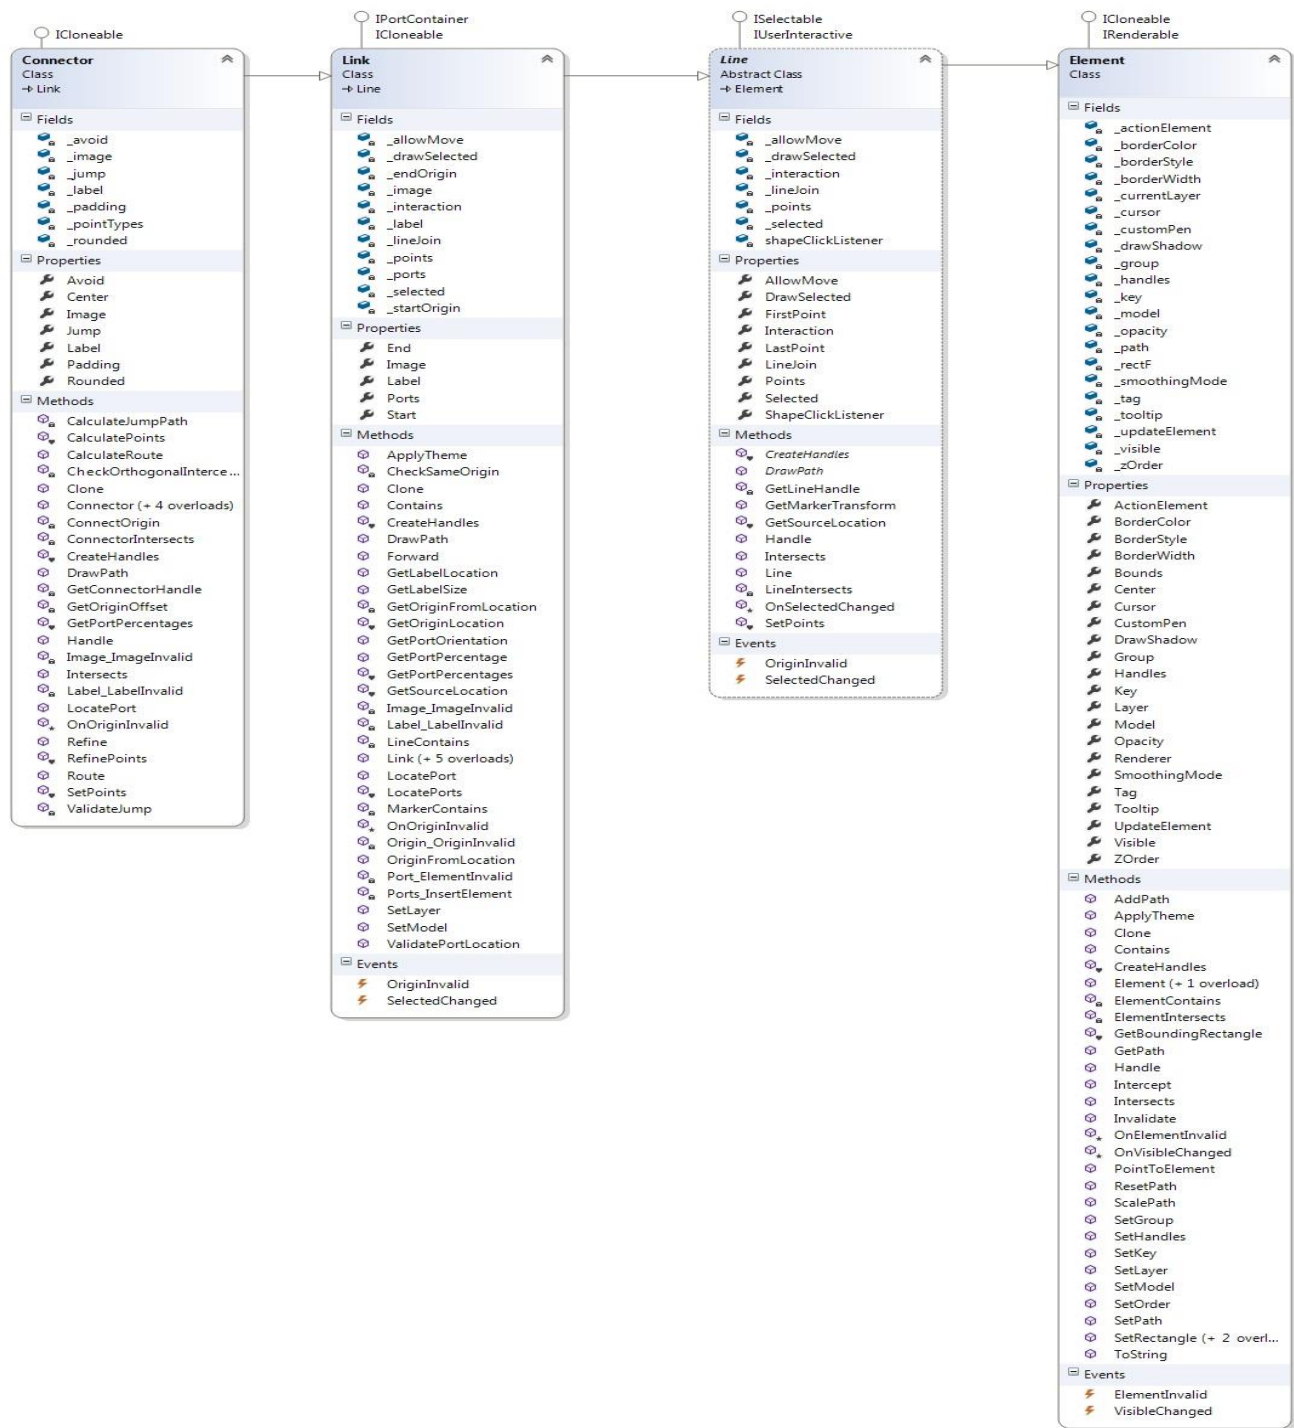 ICloneable
Connector
Class
→ Link
Fields
_avoid
_image
_jump
_label
_padding
_pointTypes
_rounded
Properties
Avoid
Center
Image
Jump
Label
Padding
Rounded
Methods
CalculateJumpPath
CalculatePoints
CalculateRoute
CheckOrthogonalInterce...
Clone
Connector (+ 4 overloads)
ConnectOrigin
ConnectorIntersects
CreateHandles
DrawPath
GetConnectorHandle
GetOriginOffset
GetPortPercentages
Handle
Image_ImageInvalid
Intersects
Label_LabelInvalid
LocatePort
OnOriginInvalid
Refine
RefinePoints
Route
SetPoints
ValidateJump
IPortContainer
ICloneable
Link
Class
→ Line
Fields
_allowMove
_drawSelected
_endOrigin
_image
_interaction
_label
_lineJoin
_points
_ports
_selected
_startOrigin
Properties
End
Image
Label
Ports
Start
Methods
ApplyTheme
CheckSameOrigin
Clone
Contains
CreateHandles
DrawPath
Forward
GetLabelLocation
GetLabelSize
GetOriginFromLocation
GetOriginLocation
GetPortOrientation
GetPortPercentage
GetPortPercentages
GetSourceLocation
Image_ImageInvalid
Label_LabelInvalid
LineContains
Link (+ 5 overloads)
LocatePort
LocatePorts
MarkerContains
OnOriginInvalid
Origin_OriginInvalid
OriginFromLocation
Port_ElementInvalid
Ports_InsertElement
SetLayer
SetModel
ValidatePortLocation
Events
OriginInvalid
SelectedChanged
ISelectable
IUserInteractive
Line
Abstract Class
→ Element
Fields
_allowMove
_drawSelected
_interaction
_lineJoin
_points
_selected
shapeClickListener
Properties
AllowMove
DrawSelected
FirstPoint
Interaction
LastPoint
LineJoin
Points
Selected
ShapeClickListener
Methods
CreateHandles
DrawPath
GetLineHandle
GetMarkerTransform
GetSourceLocation
Handle
Intersects
Line
LineIntersects
OnSelectedChanged
SetPoints
Events
OriginInvalid
SelectedChanged
ICloneable
IRenderable
Element
Class
Fields
_actionElement
_borderColor
_borderStyle
_borderWidth
_currentLayer
_cursor
_customPen
_drawShadow
_group
_handles
_key
_model
_opacity
_path
_rectF
_smoothingMode
_tag
_tooltip
_updateElement
_visible
_zOrder
Properties
ActionElement
BorderColor
BorderStyle
BorderWidth
Bounds
Center
Cursor
CustomPen
DrawShadow
Group
Handles
Key
Layer
Model
Opacity
Renderer
SmoothingMode
Tag
Tooltip
UpdateElement
Visible
ZOrder
Methods
AddPath
ApplyTheme
Clone
Contains
CreateHandles
Element (+ 1 overload)
ElementContains
ElementIntersects
GetBoundingRectangle
GetPath
Handle
Intercept
Intersects
Invalidate
OnElementInvalid
OnVisibleChanged
PointToElement
ResetPath
ScalePath
SetGroup
SetHandles
SetKey
SetLayer
SetModel
SetOrder
SetPath
SetRectangle (+ 2 overl...
ToString
Events
ElementInvalid
VisibleChanged